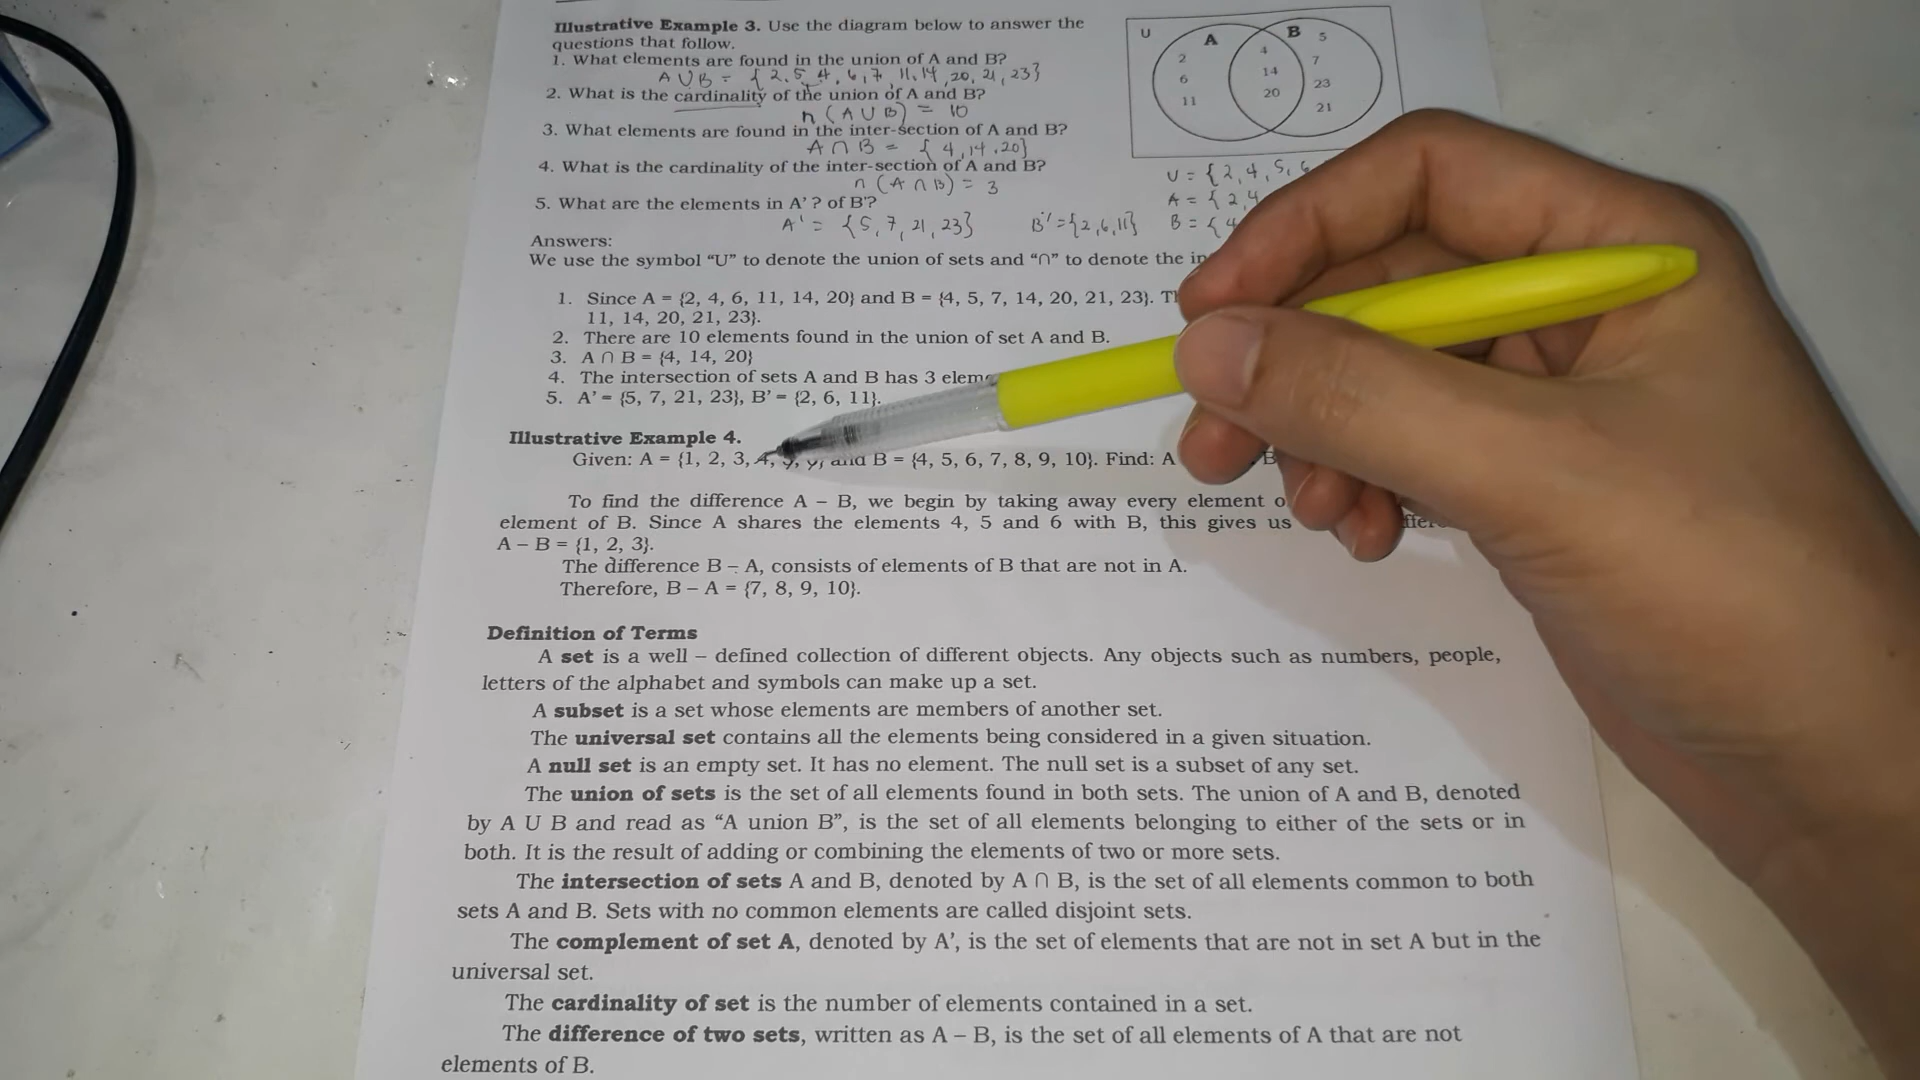 Illustrative Example 3. Use the diagram below to answer the
questions that follow.
1. What elements are found in the union of A and B?
A ∪ B = { 2, 5, 4, 6, 7, 11, 14, 20, 21, 23}
2. What is the cardinality of the union of A and B?
n (A ∪ B) = 10
3. What elements are found in the inter-section of A and B?
A ∩ B = { 4, 14, 20}
4. What is the cardinality of the inter-section of A and B?
n (A ∩ B) = 3
5. What are the elements in A' ? of B'?
A' = {5, 7, 21, 23} B' = {2, 6, 11}
U A B 5
2 4 7
6 14 23
11 20 21
U = {2, 4, 5, 6
A = { 2, 4
B = { 4
Answers:
We use the symbol “U” to denote the union of sets and “∩” to denote the
1. Since A = {2, 4, 6, 11, 14, 20} and B = {4, 5, 7, 14, 20, 21, 23}.
11, 14, 20, 21, 23}.
2. There are 10 elements found in the union of set A and B.
3. A ∩ B = {4, 14, 20}
4. The intersection of sets A and B has 3
5. A’ = {5, 7, 21, 23}, B’ = {2, 6, 11}.
Illustrative Example 4.
Given: A = {1, 2, 3, 4, and B = {4, 5, 6, 7, 8, 9, 10}. Find: A B
To find the difference A – B, we begin by taking away every element
element of B. Since A shares the elements 4, 5 and 6 with B, this gives us
A – B = {1, 2, 3}.
The difference B – A, consists of elements of B that are not in A.
Therefore, B – A = {7, 8, 9, 10}.
Definition of Terms
A set is a well – defined collection of different objects. Any objects such as numbers, people,
letters of the alphabet and symbols can make up a set.
A subset is a set whose elements are members of another set.
The universal set contains all the elements being considered in a given situation.
A null set is an empty set. It has no element. The null set is a subset of any set.
The union of sets is the set of all elements found in both sets. The union of A and B, denoted
by A U B and read as “A union B”, is the set of all elements belonging to either of the sets or in
both. It is the result of adding or combining the elements of two or more sets.
The intersection of sets A and B, denoted by A ∩ B, is the set of all elements common to both
sets A and B. Sets with no common elements are called disjoint sets.
The complement of set A, denoted by A’, is the set of elements that are not in set A but in the
universal set.
The cardinality of set is the number of elements contained in a set.
The difference of two sets, written as A – B, is the set of all elements of A that are not
elements of B.